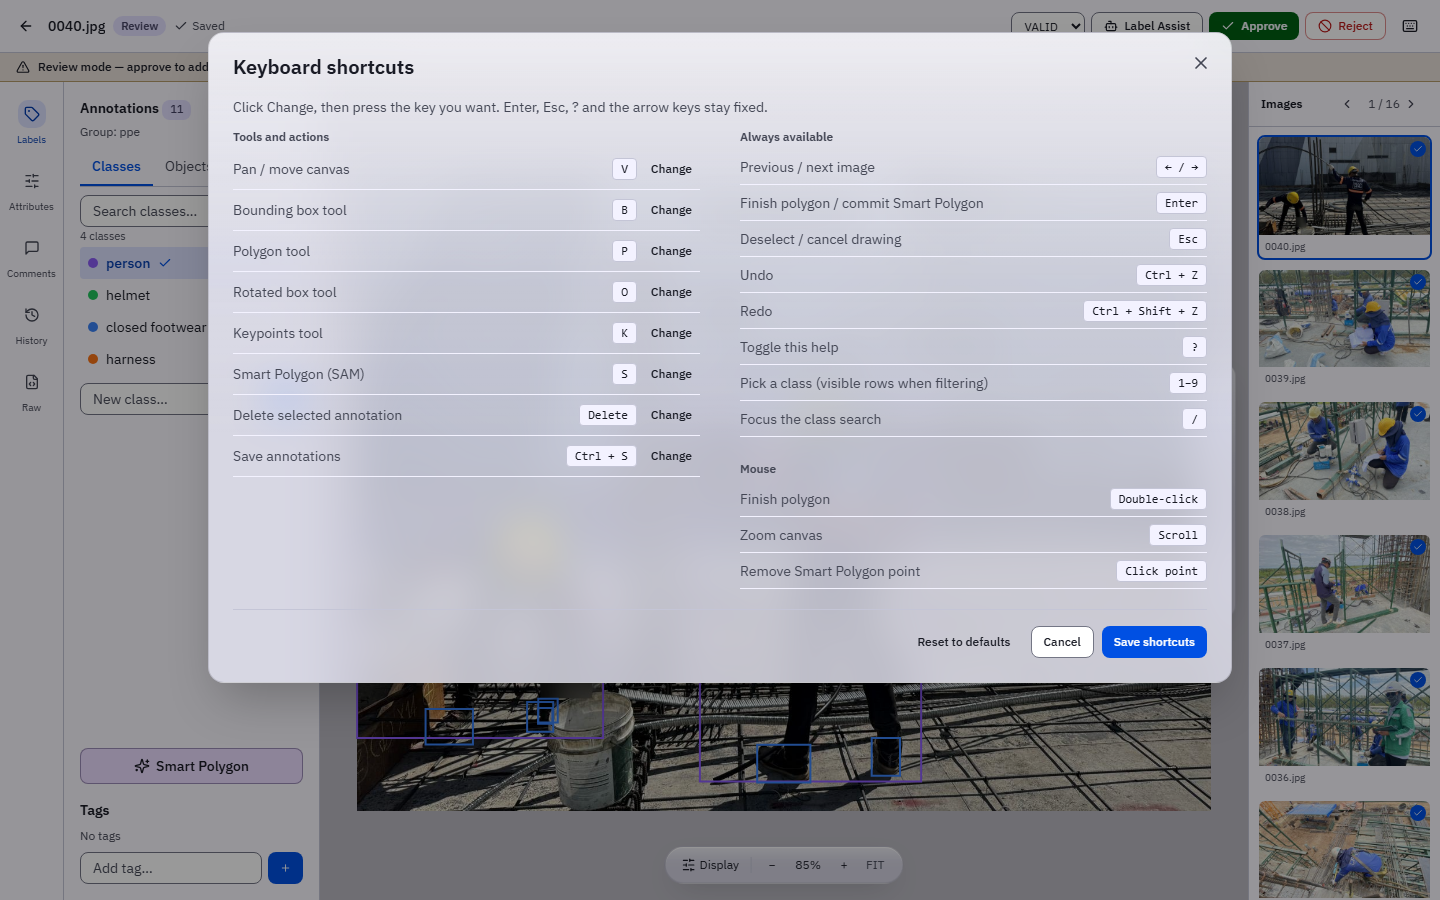 0040.jpg
Review
Saved
VALID
Label Assist
Approve
Reject
Review mode — approve to add
Keyboard shortcuts
Click Change, then press the key you want. Enter, Esc, ? and the arrow keys stay fixed.
Tools and actions
Pan / move canvas V Change
Bounding box tool B Change
Polygon tool P Change
Rotated box tool O Change
Keypoints tool K Change
Smart Polygon (SAM) S Change
Delete selected annotation Delete Change
Save annotations Ctrl + S Change
Always available
Previous / next image ← / →
Finish polygon / commit Smart Polygon Enter
Deselect / cancel drawing Esc
Undo Ctrl + Z
Redo Ctrl + Shift + Z
Toggle this help ?
Pick a class (visible rows when filtering) 1–9
Focus the class search /
Mouse
Finish polygon Double-click
Zoom canvas Scroll
Remove Smart Polygon point Click point
Reset to defaults
Cancel
Save shortcuts
Labels
Attributes
Comments
History
Raw
Annotations 11
Group: ppe
Classes
Objects
Search classes...
4 classes
person
helmet
closed footwear
harness
New class...
Smart Polygon
Tags
No tags
Add tag...
+
Display − 85% + FIT
Images
1 / 16
0040.jpg
0039.jpg
0038.jpg
0037.jpg
0036.jpg